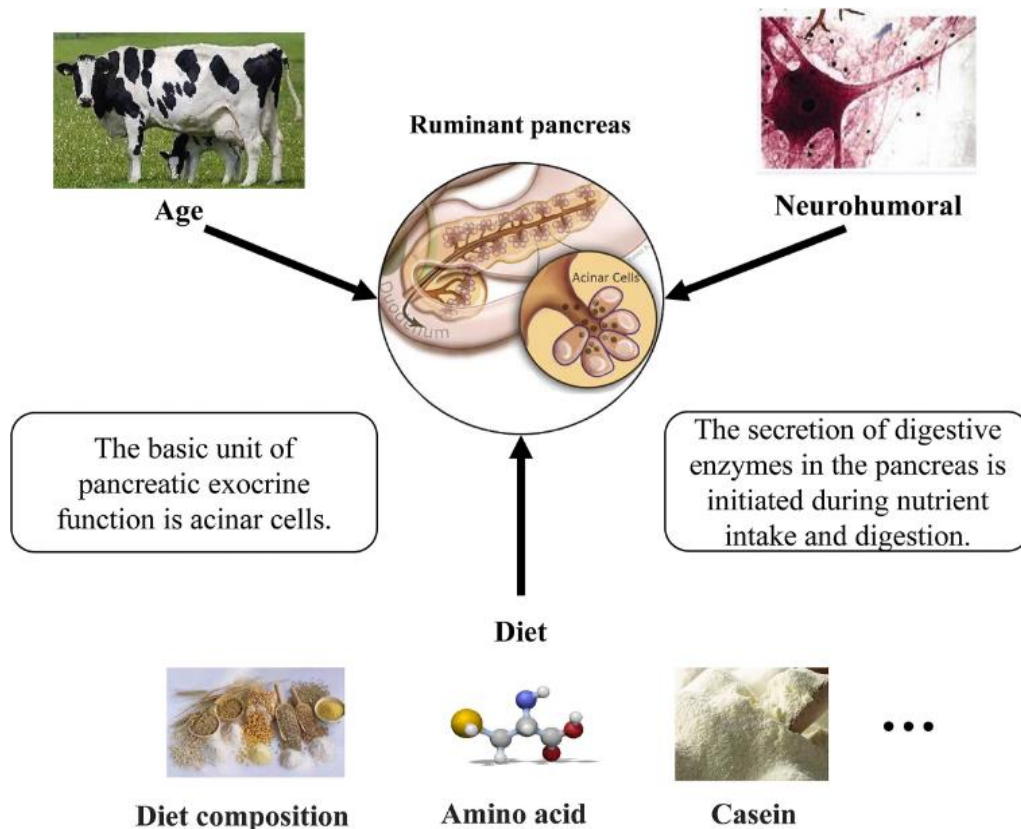 Ruminant pancreas
Age
Neurohumoral
Acinar Cells
Duodenum
The basic unit of
pancreatic exocrine
function is acinar cells.
The secretion of digestive
enzymes in the pancreas is
initiated during nutrient
intake and digestion.
Diet
...
Diet composition
Amino acid
Casein